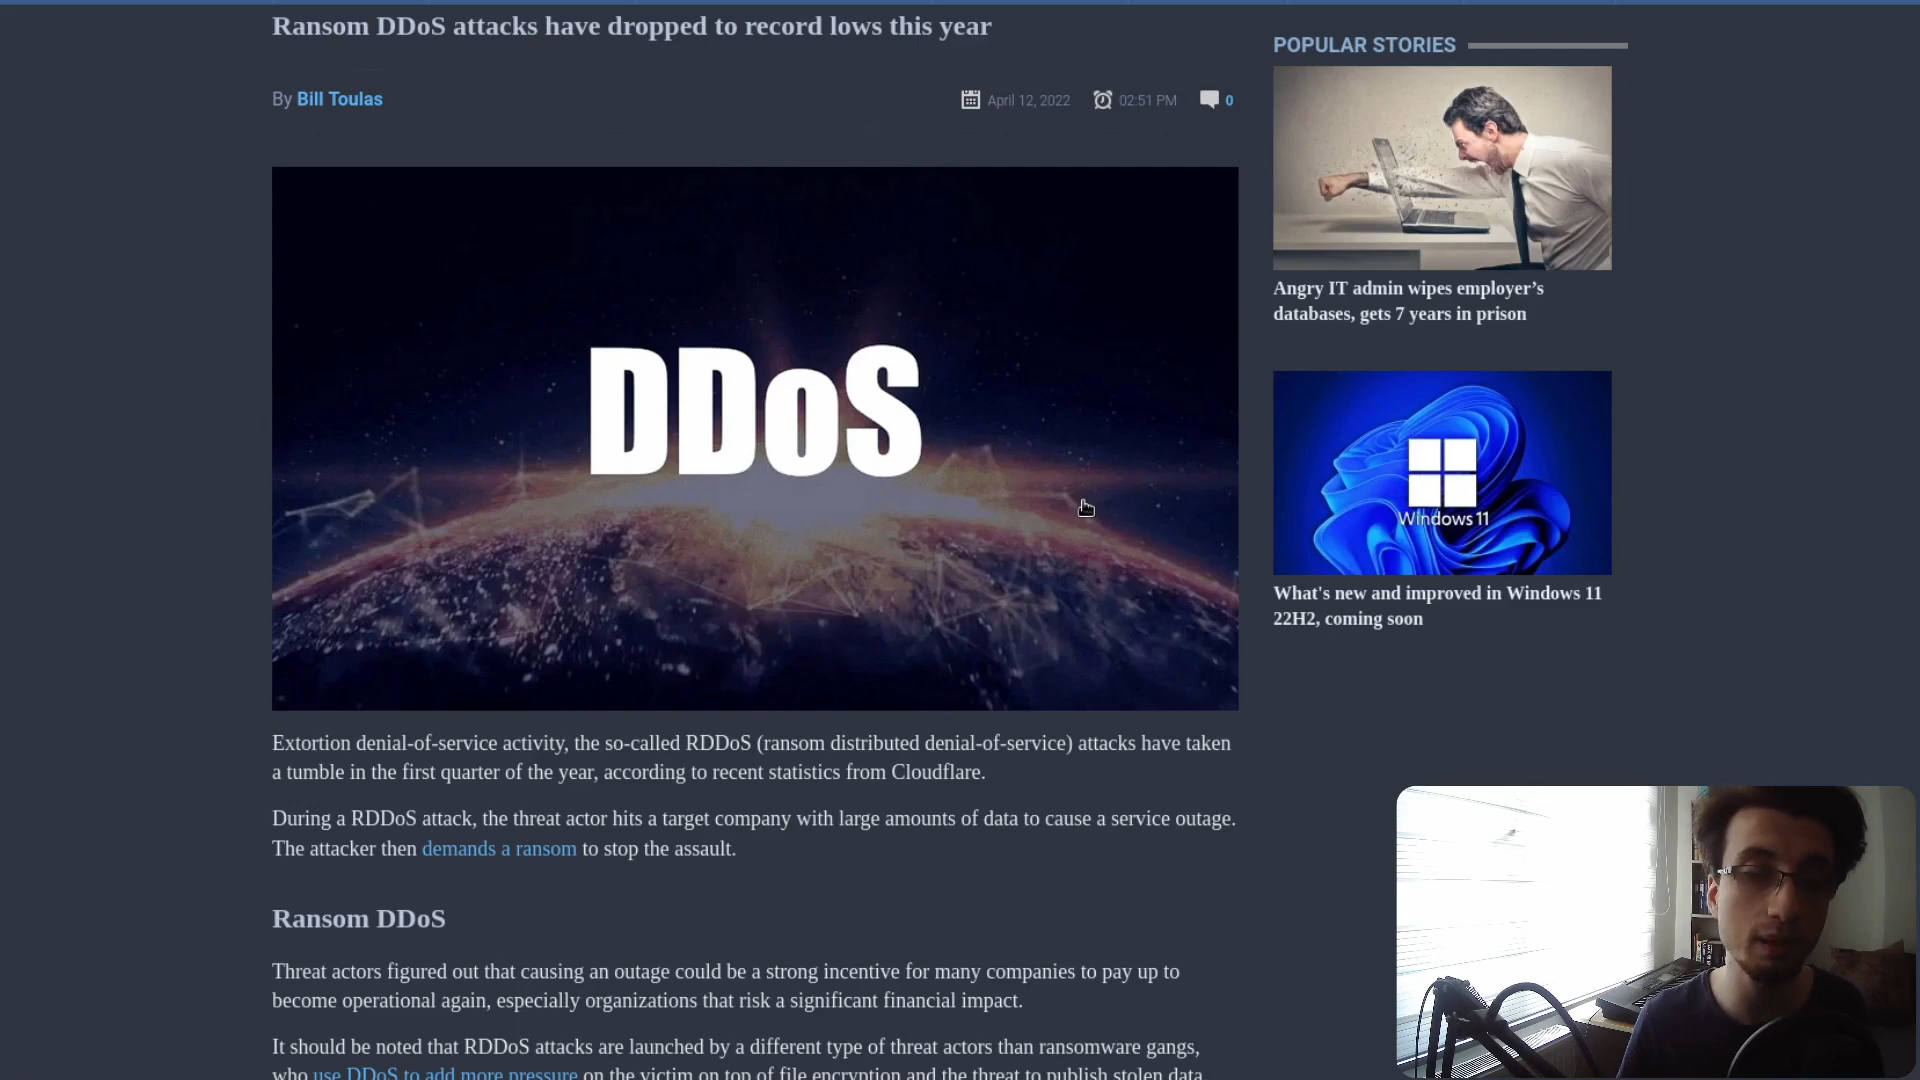 Ransom DDoS attacks have dropped to record lows this year
By Bill Toulas
April 12, 2022
02:51 PM
0
DDoS
Extortion denial-of-service activity, the so-called RDDoS (ransom distributed denial-of-service) attacks have taken
a tumble in the first quarter of the year, according to recent statistics from Cloudflare.
During a RDDoS attack, the threat actor hits a target company with large amounts of data to cause a service outage.
The attacker then demands a ransom to stop the assault.
Ransom DDoS
Threat actors figured out that causing an outage could be a strong incentive for many companies to pay up to
become operational again, especially organizations that risk a significant financial impact.
It should be noted that RDDoS attacks are launched by a different type of threat actors than ransomware gangs,
who use DDoS to add more pressure on the victim on top of file encryption and the threat to publish stolen data
POPULAR STORIES
Angry IT admin wipes employer’s
databases, gets 7 years in prison
Windows 11
What's new and improved in Windows 11
22H2, coming soon